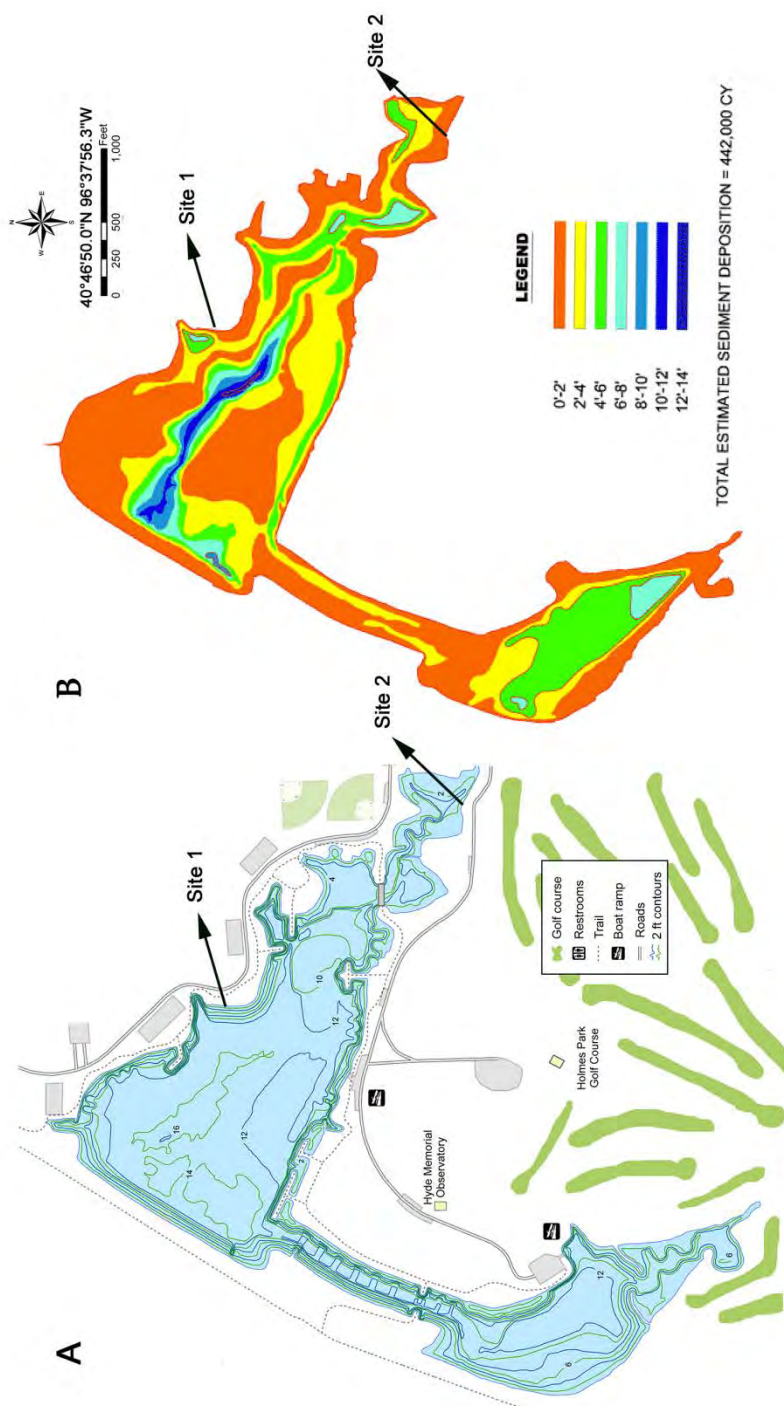 A
Site 1
Site 2
2
4
10
12
16
14
12
2
Hyde Memorial
Observatory
12
6
6
Holmes Park
Golf Course
Golf course
Restrooms
Trail
Boat ramp
Roads
2 ft contours
B
40°46'50.0"N 96°37'56.3"W
0 250 500 1,000
Feet
N
E
S
W
Site 1
Site 2
LEGEND
0'-2'
2'-4'
4'-6'
6'-8'
8'-10'
10'-12'
12'-14'
TOTAL ESTIMATED SEDIMENT DEPOSITION = 442,000 CY